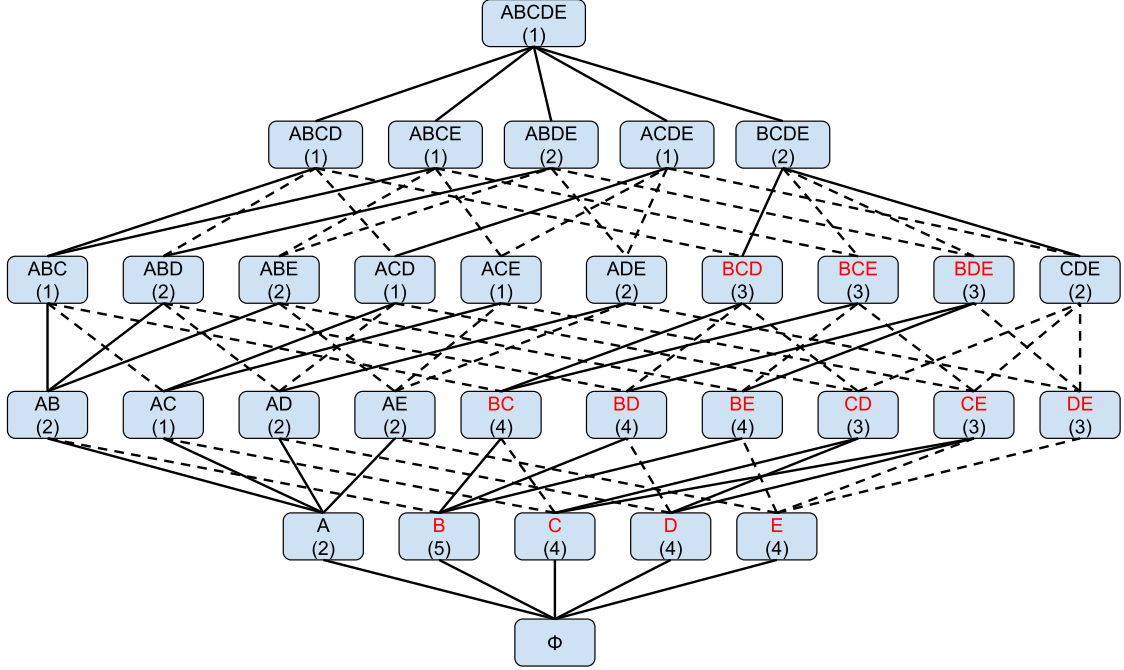 ABCDE
(1)
ABCD
(1)
ABCE
(1)
ABDE
(2)
ACDE
(1)
BCDE
(2)
ABC
(1)
ABD
(2)
ABE
(2)
ACD
(1)
ACE
(1)
ADE
(2)
BCD
(3)
BCE
(3)
BDE
(3)
CDE
(2)
AB
(2)
AC
(1)
AD
(2)
AE
(2)
BC
(4)
BD
(4)
BE
(4)
CD
(3)
CE
(3)
DE
(3)
A
(2)
B
(5)
C
(4)
D
(4)
E
(4)
Φ